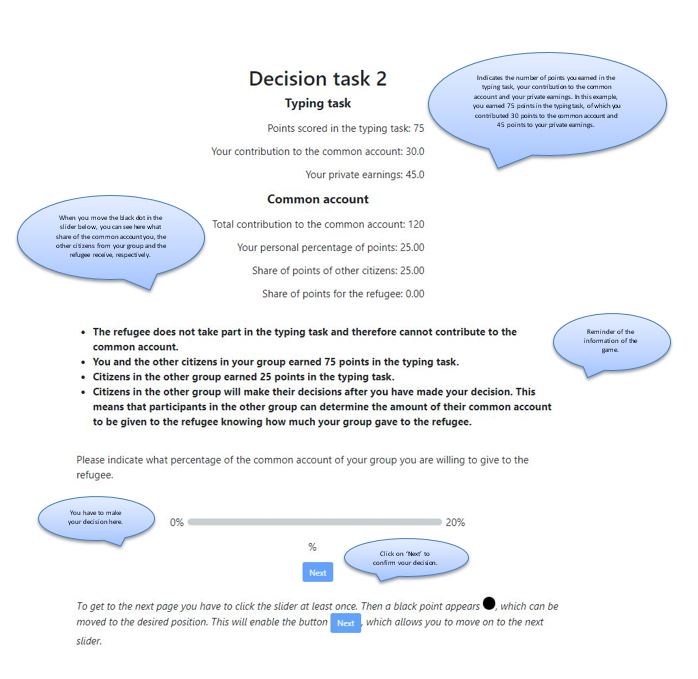 Decision task 2
Typing task
Indicates the number of points you earned in the
typing task, your contribution to the common
account and your private earnings. In this example,
you earned 75 points in the typing task, of which you
contributed 30 points to the common account and
45 points to your private earnings.
Points scored in the typing task: 75
Your contribution to the common account: 30.0
Your private earnings: 45.0
Common account
When you move the black dot in the
slider below, you can see here what
share of the common account you, the
other citizens from your group and the
refugee receive, respectively.
Total contribution to the common account: 120
Your personal percentage of points: 25.00
Share of points of other citizens: 25.00
Share of points for the refugee: 0.00
• The refugee does not take part in the typing task and therefore cannot contribute to the
common account.
• You and the other citizens in your group earned 75 points in the typing task.
• Citizens in the other group earned 25 points in the typing task.
• Citizens in the other group will make their decisions after you have made your decision. This
means that participants in the other group can determine the amount of their common account
to be given to the refugee knowing how much your group gave to the refugee.
Reminder of the
information of the
game.
Please indicate what percentage of the common account of your group you are willing to give to the
refugee.
You have to make
your decision here.
0% 20%
%
Next
Click on 'Next' to
confirm your decision.
To get to the next page you have to click the slider at least once. Then a black point appears , which can be
moved to the desired position. This will enable the button Next , which allows you to move on to the next
slider.